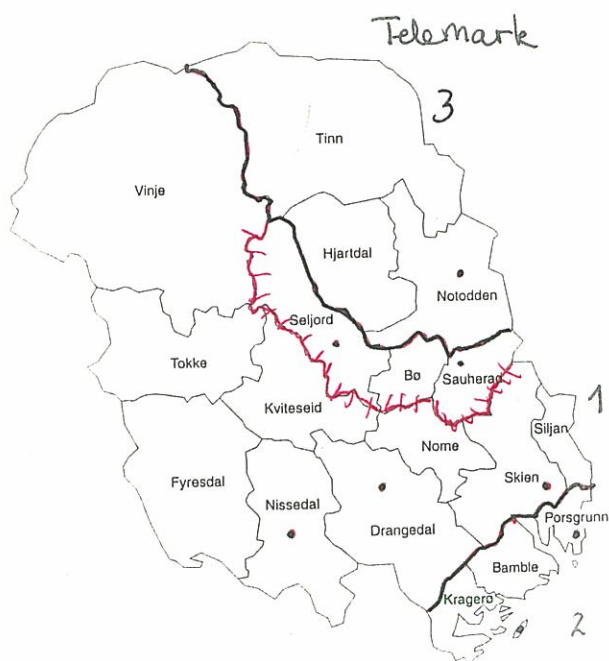 Telemark
3
Tinn
Vinje
Hjartdal
Notodden
Seljord
Tokke
Bø
Sauherad
Kviteseid
1
Siljan
Nome
Fyresdal
Skien
Nissedal
Porsgrunn
Drangedal
Bamble
Kragerø
2